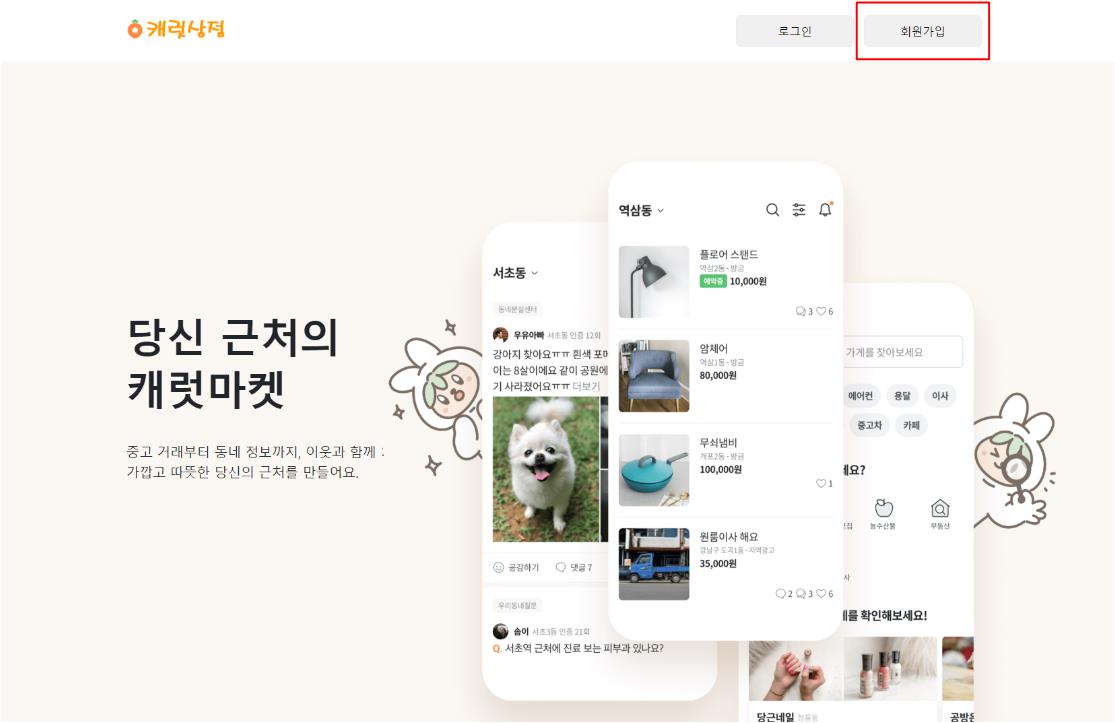 캐럿상점
로그인
회원가입
당신 근처의
캐럿마켓
중고 거래부터 동네 정보까지, 이웃과 함께
가깝고 따뜻한 당신의 근처를 만들어요.
서초동
동네분실센터
우유아빠 서초동 인증 12회
강아지 찾아요ㅠㅠ 흰색 포메
이는 8살이에요 같이 공원에
기 사라졌어요ㅠㅠ 더보기
공감하기 댓글 7
우리동네질문
솜이 서초3동 인증 21회
Q. 서초역 근처에 진료 보는 피부과 있나요?
역삼동
플로어 스탠드
역삼2동 · 방금
예약중 10,000원
3 6
암체어
역삼1동 · 방금
80,000원
무쇠냄비
개포2동 · 방금
100,000원
1
원룸이사 해요
강남구 도곡1동 · 지역광고
35,000원
2 3 6
가게를 찾아보세요
에어컨 용달 이사
중고차 카페
세요?
농수산물 부동산
사
게를 확인해보세요!
당근네일 청룡동
공방은